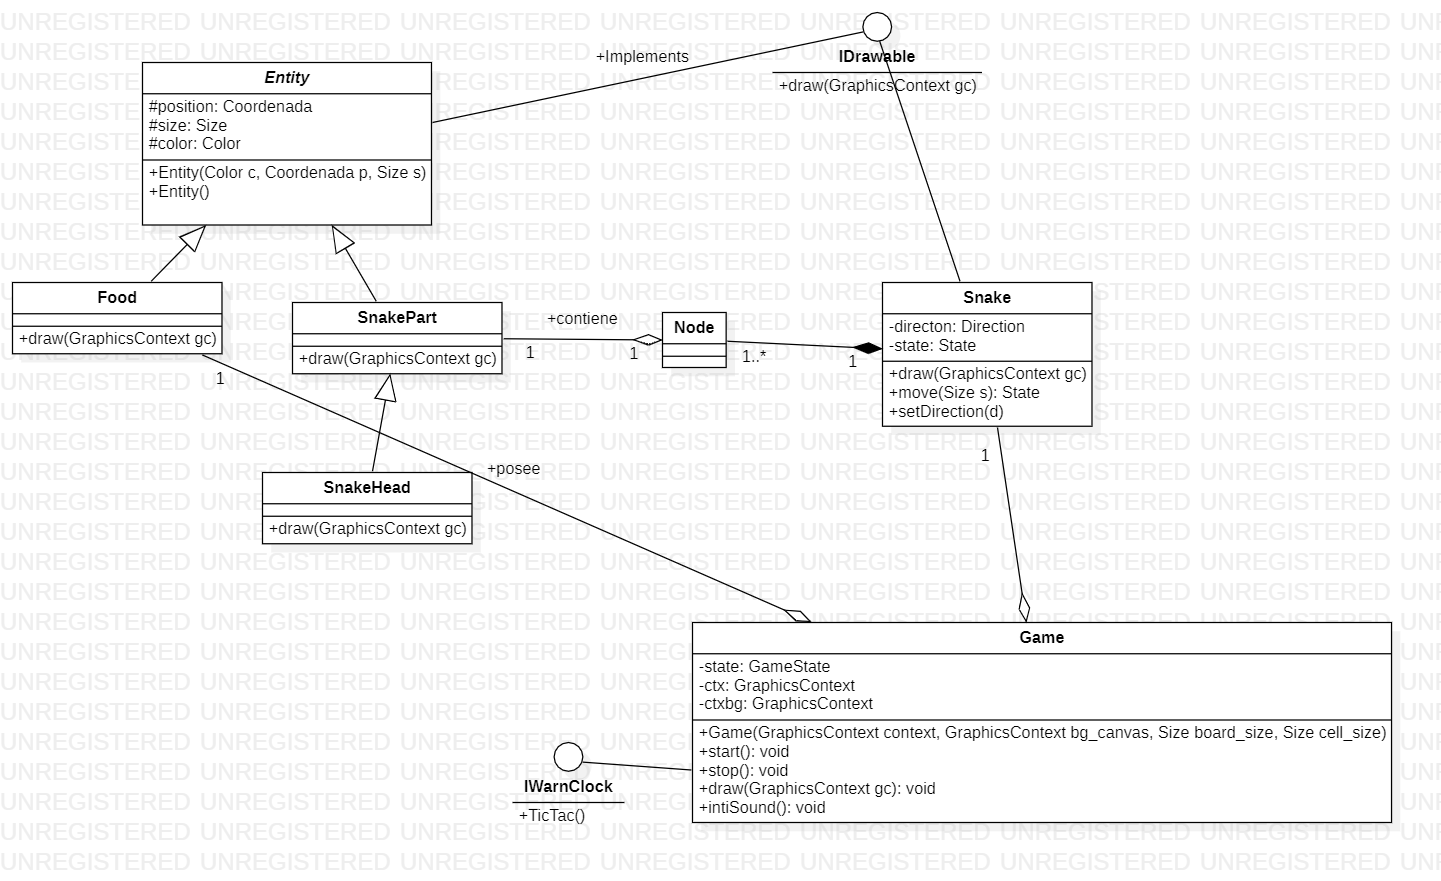 Entity
#position: Coordenada
#size: Size
#color: Color
+Entity(Color c, Coordenada p, Size s)
+Entity()
+Implements
IDrawable
+draw(GraphicsContext gc)
Food
+draw(GraphicsContext gc)
1
SnakePart
+draw(GraphicsContext gc)
+contiene
1
1
Node
1..*
1
Snake
-directon: Direction
-state: State
+draw(GraphicsContext gc)
+move(Size s): State
+setDirection(d)
1
SnakeHead
+draw(GraphicsContext gc)
+posee
Game
-state: GameState
-ctx: GraphicsContext
-ctxbg: GraphicsContext
+Game(GraphicsContext context, GraphicsContext bg_canvas, Size board_size, Size cell_size)
+start(): void
+stop(): void
+draw(GraphicsContext gc): void
+intiSound(): void
IWarnClock
+TicTac()
UNREGISTERED